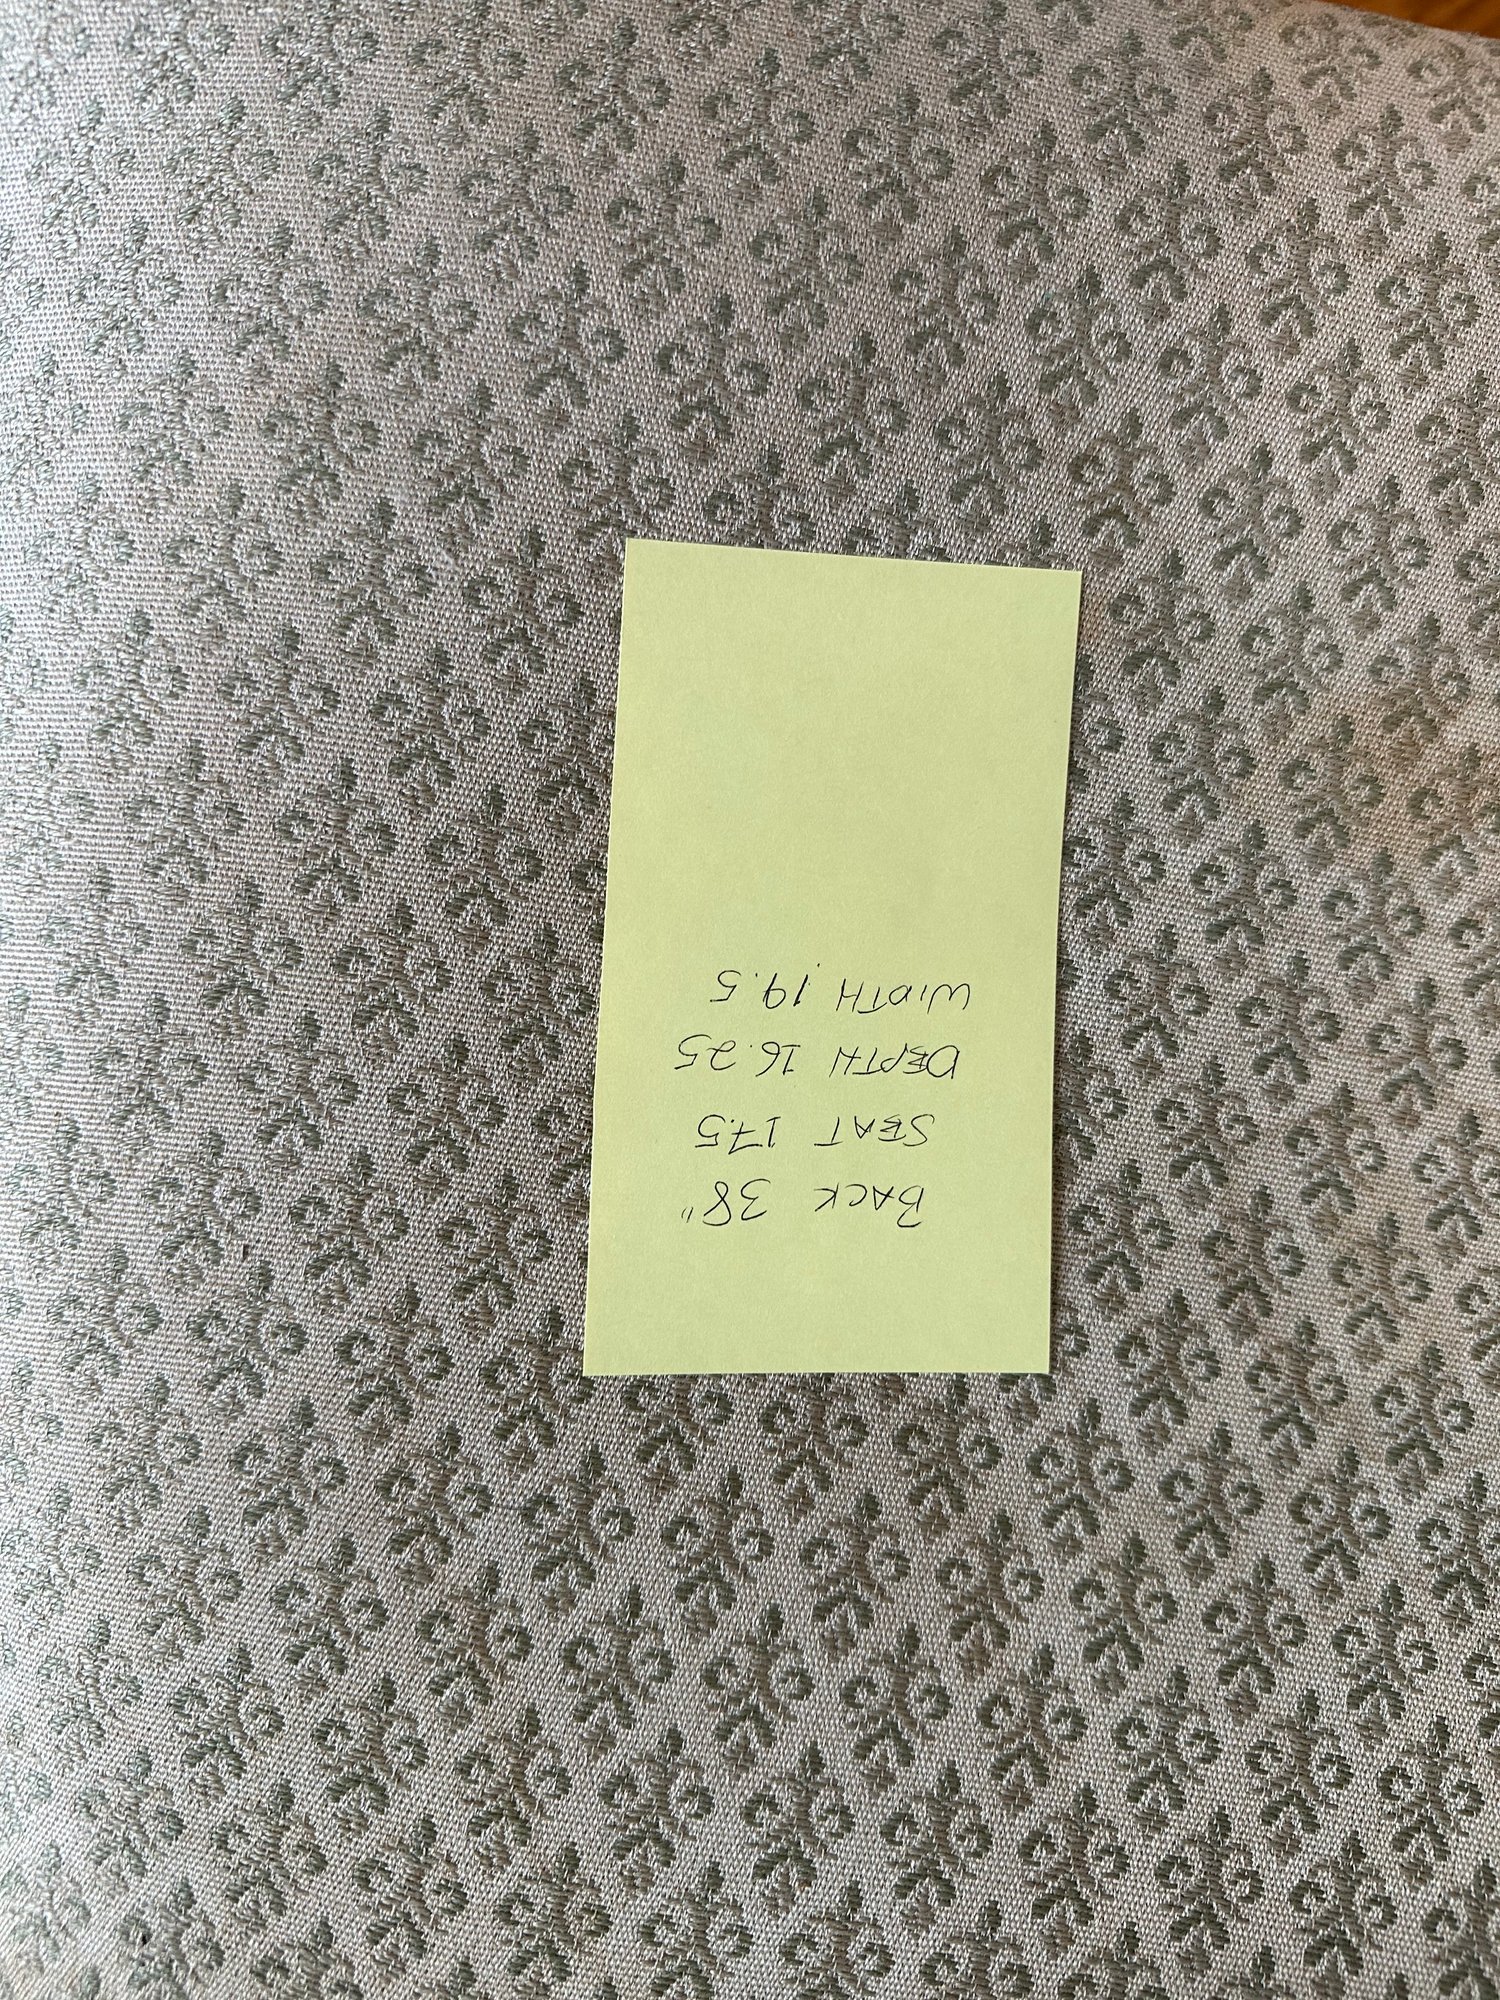 BACK 38"
SEAT 17.5
DEPTH 16.25
WIDTH 19.5